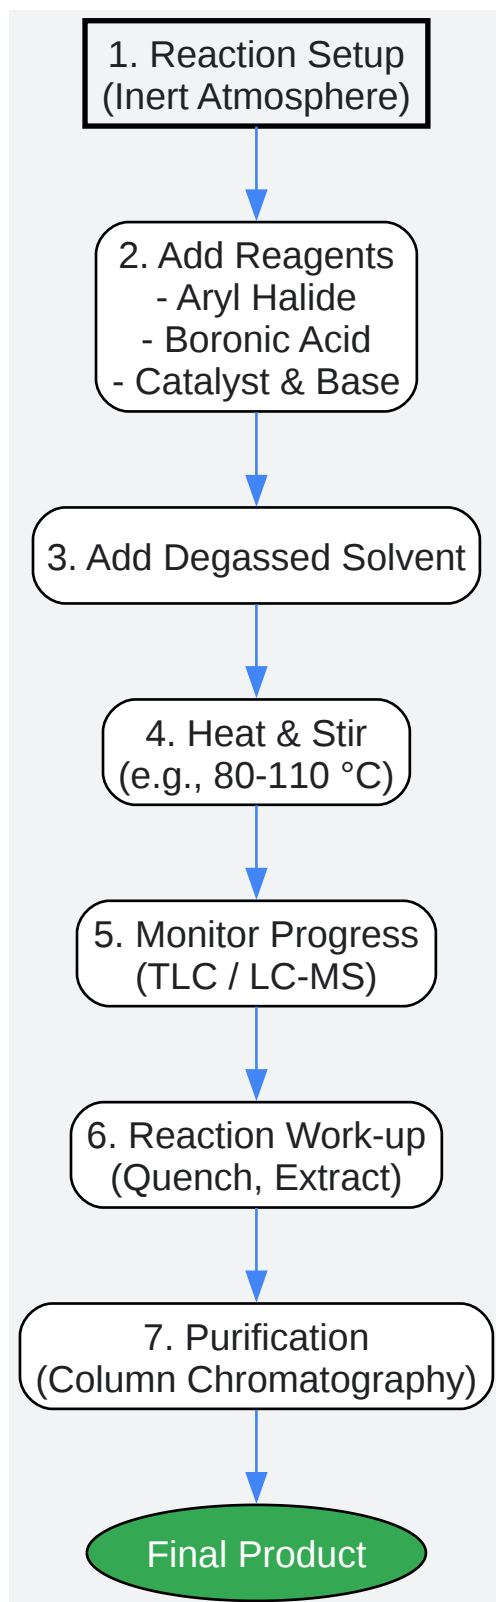 1. Reaction Setup
(Inert Atmosphere)
2. Add Reagents
- Aryl Halide
- Boronic Acid
- Catalyst & Base
3. Add Degassed Solvent
4. Heat & Stir
(e.g., 80-110 °C)
5. Monitor Progress
(TLC / LC-MS)
6. Reaction Work-up
(Quench, Extract)
7. Purification
(Column Chromatography)
Final Product